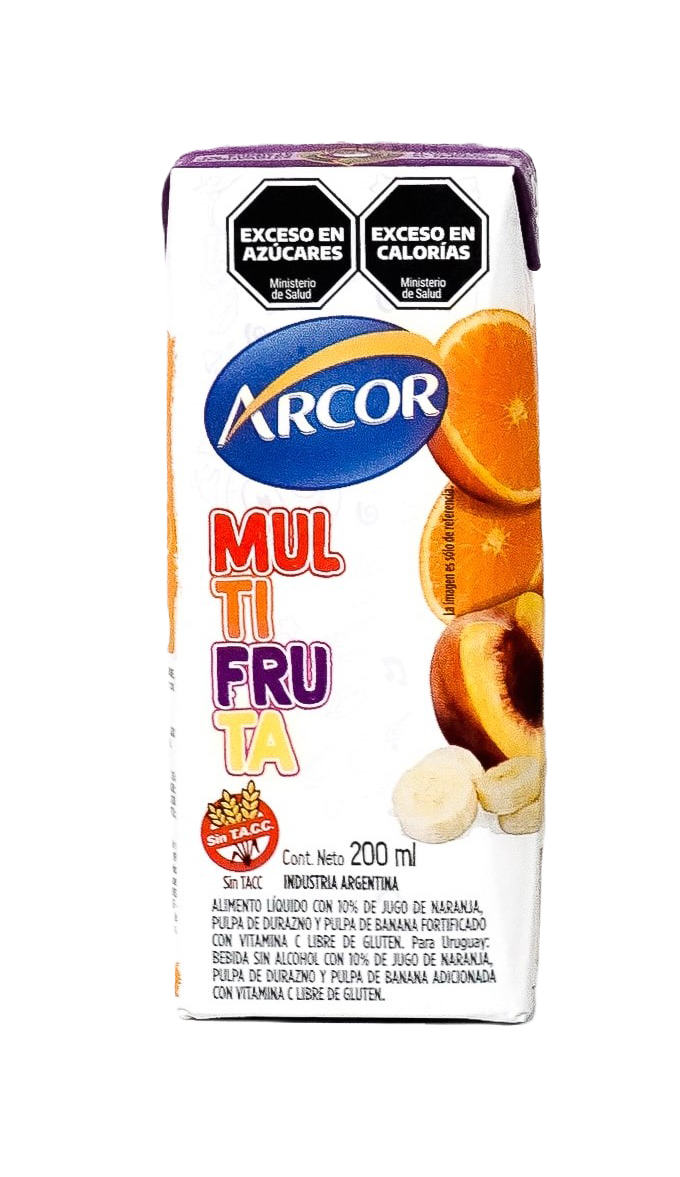 EXCESO EN
AZÚCARES
Ministerio
de Salud
EXCESO EN
CALORÍAS
Ministerio
de Salud
ARCOR
La imagen es sólo de referencia.
MUL
TI
FRU
TA
Sin T.A.C.C.
Sin TACC
Cont. Neto 200 ml
INDUSTRIA ARGENTINA
ALIMENTO LÍQUIDO CON 10% DE JUGO DE NARANJA,
PULPA DE DURAZNO Y PULPA DE BANANA FORTIFICADO
CON VITAMINA C LIBRE DE GLUTEN. Para Uruguay:
BEBIDA SIN ALCOHOL CON 10% DE JUGO DE NARANJA,
PULPA DE DURAZNO Y PULPA DE BANANA ADICIONADA
CON VITAMINA C LIBRE DE GLUTEN.